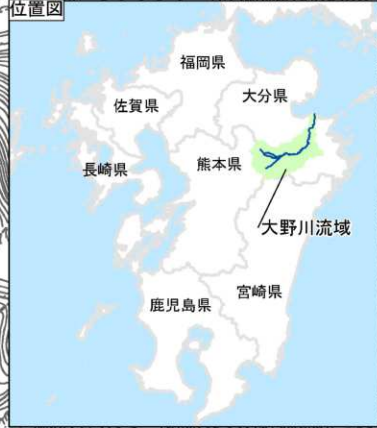 位置図
福岡県
佐賀県
大分県
長崎県
熊本県
大野川流域
宮崎県
鹿児島県